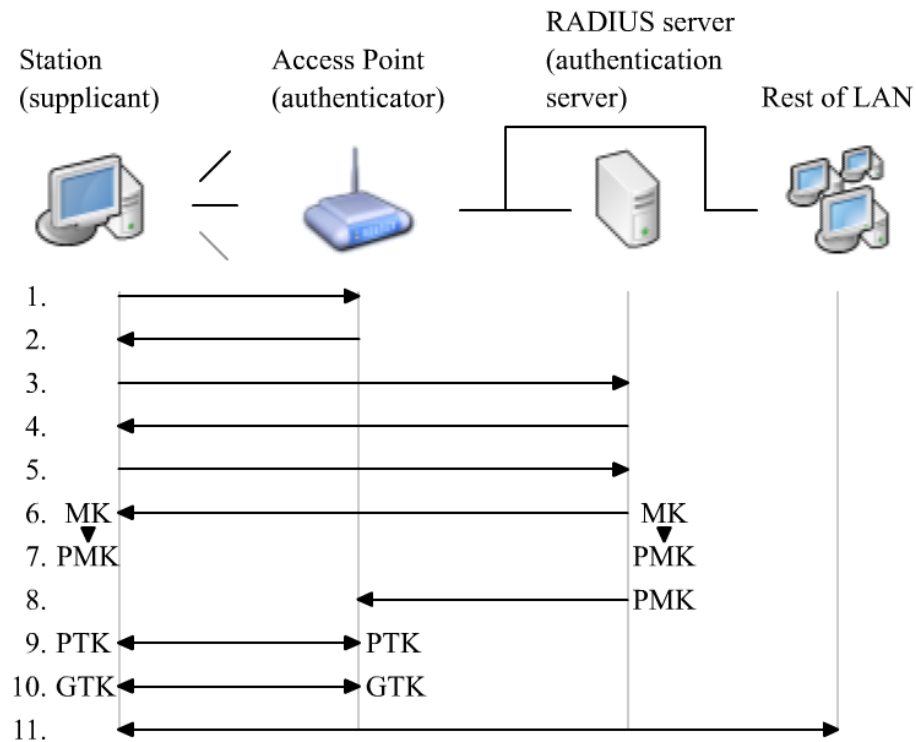 Station
(supplicant)
Access Point
(authenticator)
RADIUS server
(authentication
server)
Rest of LAN
1.
2.
3.
4.
5.
6. MK MK
7. PMK PMK
8. PMK
9. PTK PTK
10. GTK GTK
11.